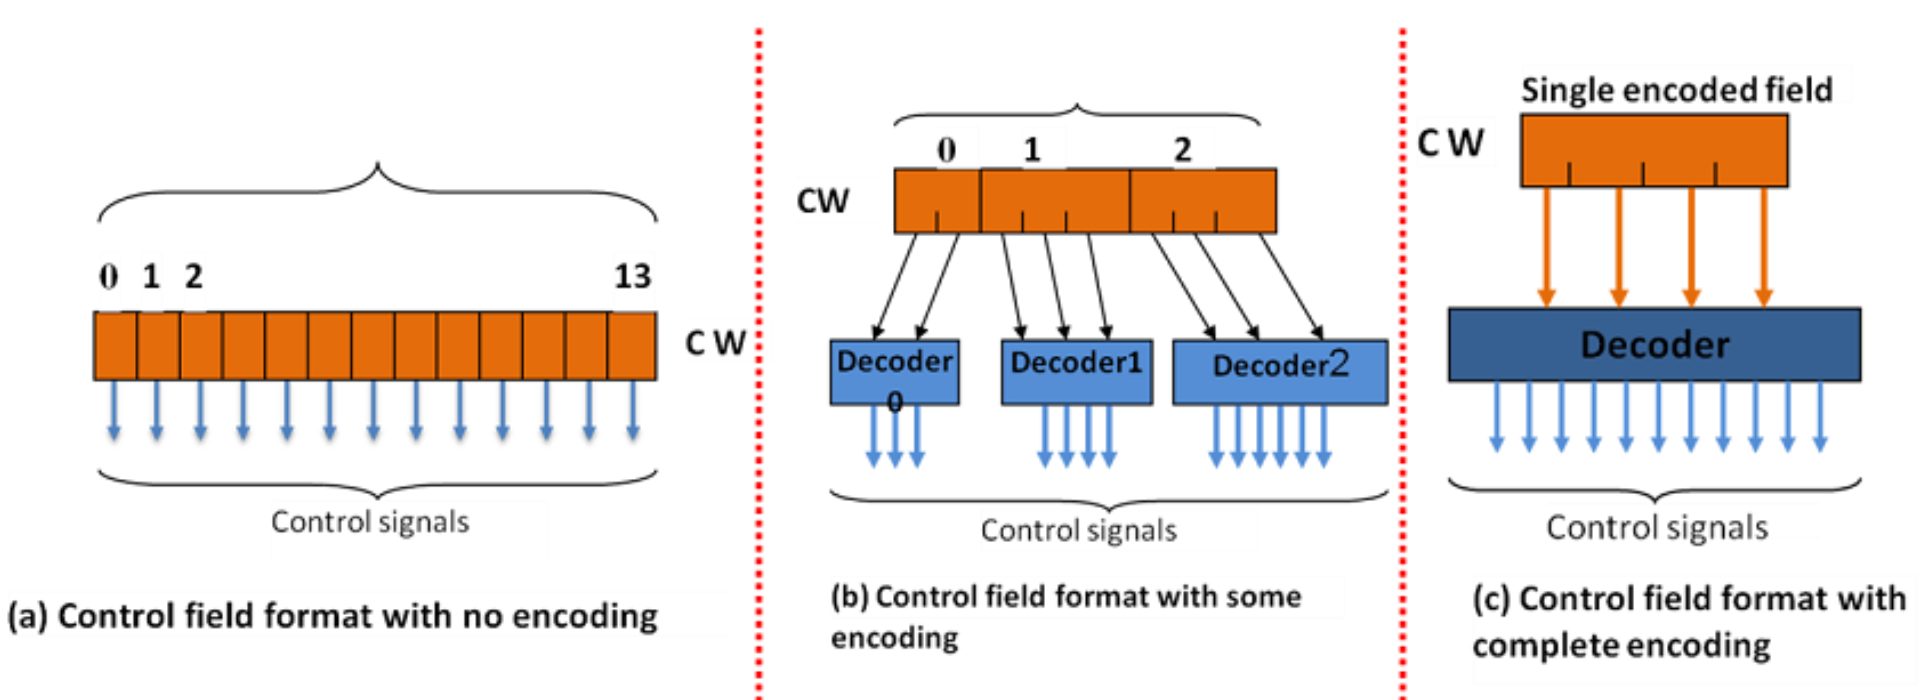 0 1 2 13
C W
Control signals
(a) Control field format with no encoding
0 1 2
CW
Decoder
0
Decoder1
Decoder2
Control signals
(b) Control field format with some
encoding
Single encoded field
C W
Decoder
Control signals
(c) Control field format with
complete encoding